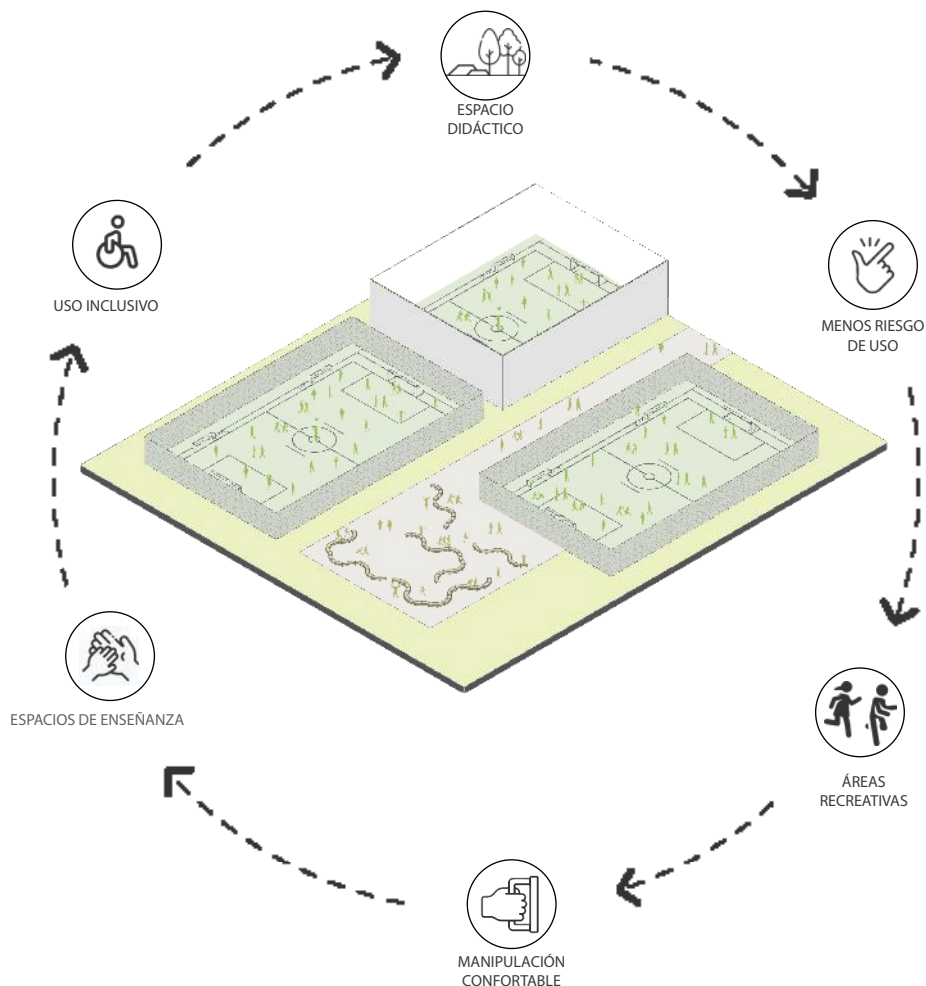 ESPACIO
DIDÁCTICO
USO INCLUSIVO
MENOS RIESGO
DE USO
ESPACIOS DE ENSEÑANZA
ÁREAS
RECREATIVAS
MANIPULACIÓN
CONFORTABLE